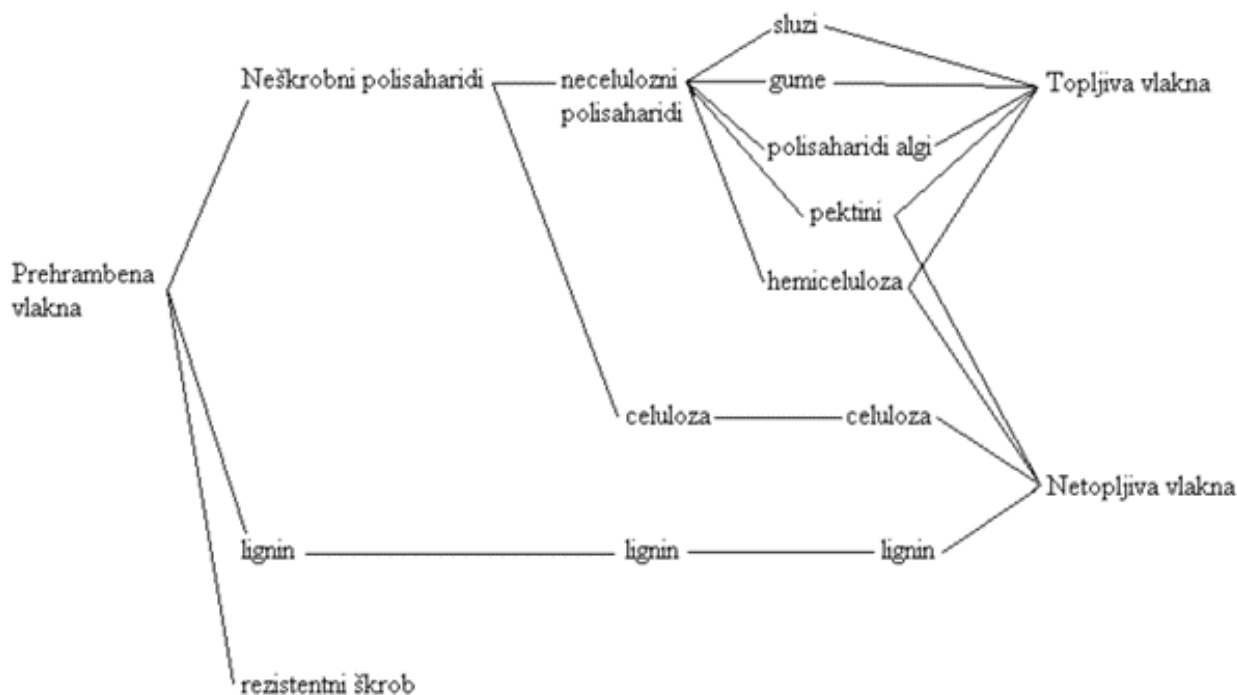 sluzi
Neškrobni polisaharidi
necelulozni
polisaharidi
gume
Topljiva vlakna
polisaharidi algi
pektini
Prehrambena
vlakna
hemiceluloza
celuloza
celuloza
Netopljiva vlakna
lignin
lignin
lignin
rezistentni škrob